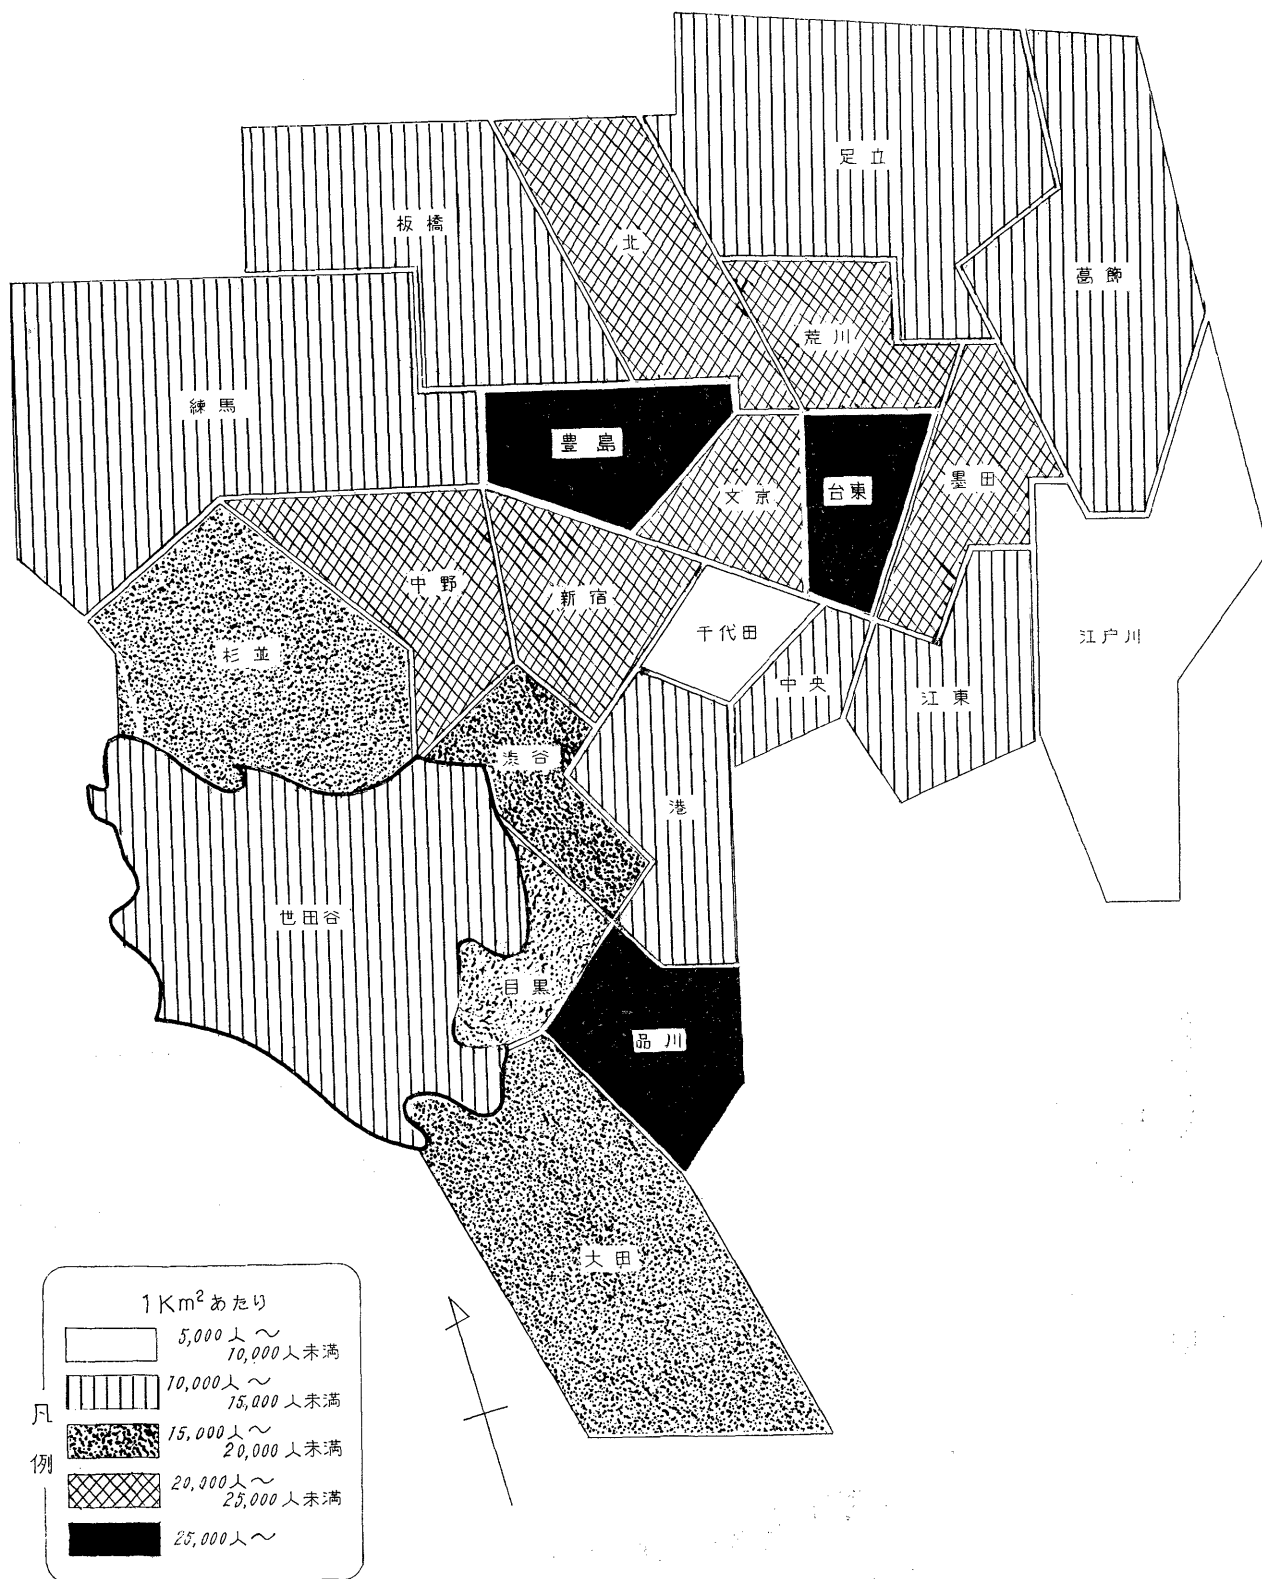 足立
板橋
北
葛飾
荒川
練馬
豊島
文京
台東
墨田
中野
新宿
千代田
江戸川
杉並
中央
江東
渋谷
港
世田谷
目黒
品川
大田
凡例
1Km²あたり
5,000人〜
10,000人未満
10,000人〜
15,000人未満
15,000人〜
20,000人未満
20,000人〜
25,000人未満
25,000人〜